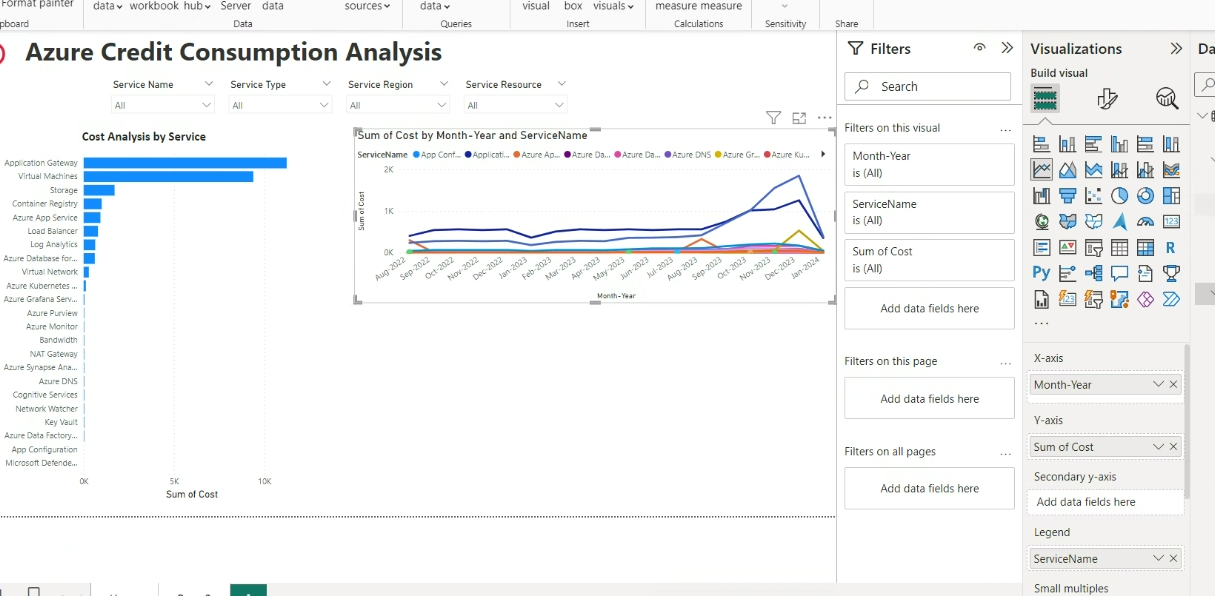 Format painter
data
workbook
hub
Server
data
sources
data
visual
box
visuals
measure measure
pboard
Data
Queries
Insert
Calculations
Sensitivity
Share
Azure Credit Consumption Analysis
Service Name
Service Type
Service Region
Service Resource
All
All
All
All
Cost Analysis by Service
Application Gateway
Virtual Machines
Storage
Container Registry
Azure App Service
Load Balancer
Log Analytics
Azure Database for...
Virtual Network
Azure Kubernetes ...
Azure Grafana Serv...
Azure Purview
Azure Monitor
Bandwidth
NAT Gateway
Azure Synapse Ana...
Azure DNS
Cognitive Services
Network Watcher
Key Vault
Azure Data Factory...
App Configuration
Microsoft Defende...
0K 5K 10K
Sum of Cost
Sum of Cost by Month-Year and ServiceName
ServiceName App Conf... Applicati... Azure Ap... Azure Da... Azure Da... Azure DNS Azure Gr... Azure Ku...
2K
1K
0K
Sum of Cost
Aug-2022 Sep-2022 Oct-2022 Nov-2022 Dec-2022 Jan-2023 Feb-2023 Mar-2023 Apr-2023 May-2023 Jun-2023 Jul-2023 Aug-2023 Sep-2023 Oct-2023 Nov-2023 Dec-2023 Jan-2024
Month-Year
Filters
Search
Filters on this visual
...
Month-Year
is (All)
ServiceName
is (All)
Sum of Cost
is (All)
Add data fields here
Filters on this page
...
Add data fields here
Filters on all pages
...
Add data fields here
Visualizations
Build visual
123
R
Py
123
...
X-axis
Month-Year
Y-axis
Sum of Cost
Secondary y-axis
Add data fields here
Legend
ServiceName
Small multiples
Da